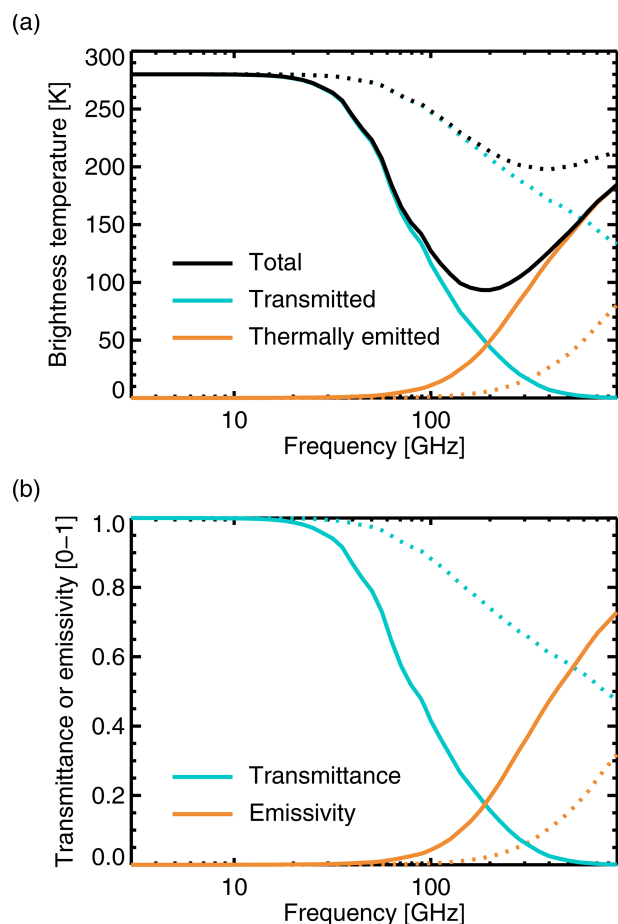 (a)
Brightness temperature [K]
300
250
200
150
100
50
0
Total
Transmitted
Thermally emitted
10
100
Frequency [GHz]
(b)
Transmittance or emissivity [0–1]
1.0
0.8
0.6
0.4
0.2
0.0
Transmittance
Emissivity
10
100
Frequency [GHz]